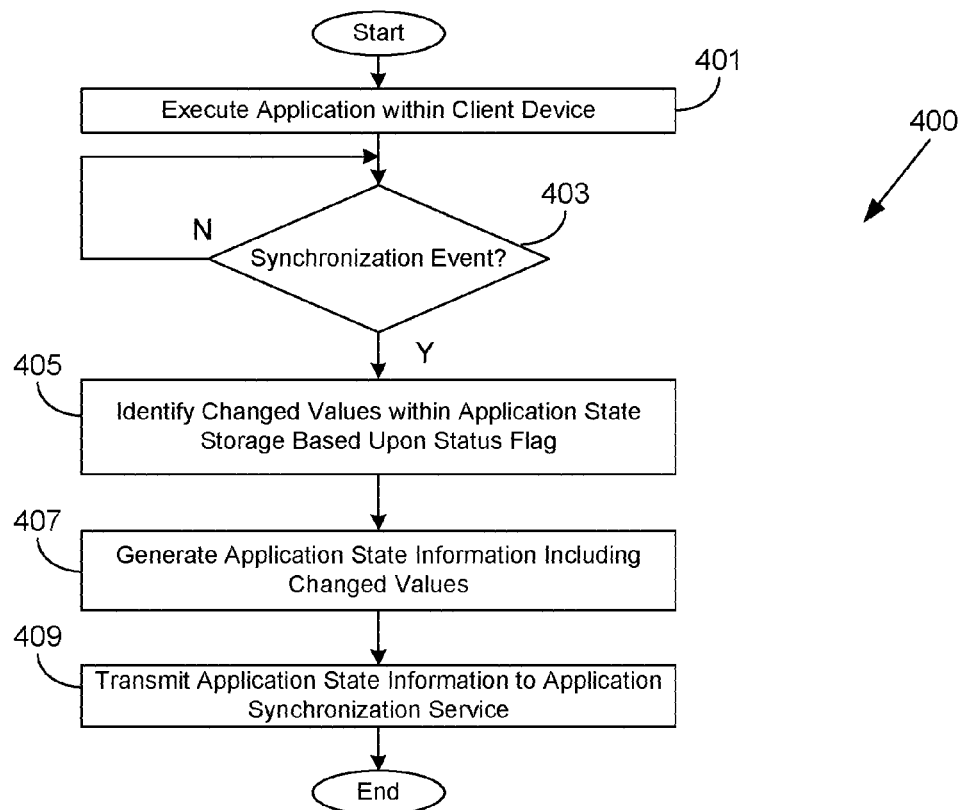 Start
401
Execute Application within Client Device
400
403
N
Synchronization Event?
Y
405
Identify Changed Values within Application State
Storage Based Upon Status Flag
407
Generate Application State Information Including
Changed Values
409
Transmit Application State Information to Application
Synchronization Service
End